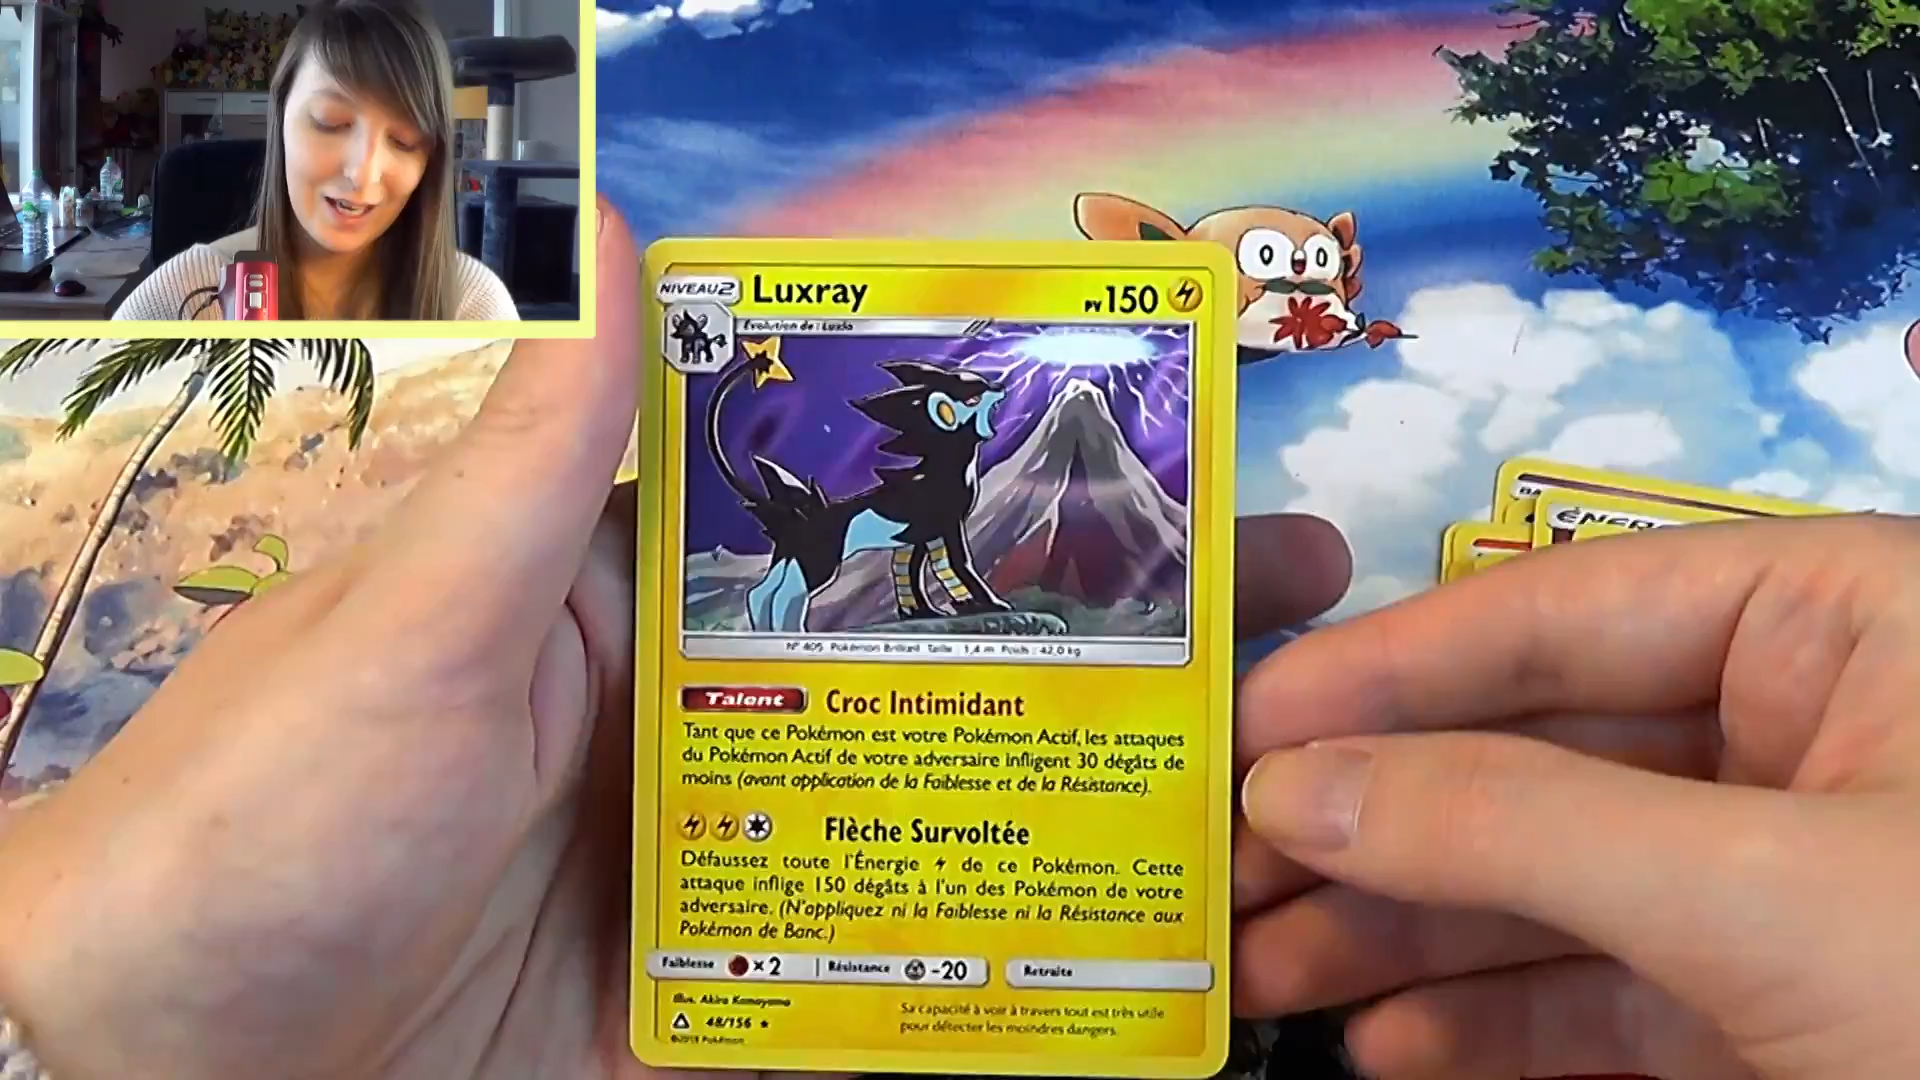 NIVEAU2 Luxray PV150
Évolution de : Luxio
N° 405 Pokémon Brillant Taille : 1,4 m Poids : 42,0 kg
Talent Croc Intimidant
Tant que ce Pokémon est votre Pokémon Actif, les attaques
du Pokémon Actif de votre adversaire infligent 30 dégâts de
moins (avant application de la Faiblesse et de la Résistance).
Flèche Survoltée
Défaussez toute l'Énergie de ce Pokémon. Cette
attaque inflige 150 dégâts à l'un des Pokémon de votre
adversaire. (N'appliquez ni la Faiblesse ni la Résistance aux
Pokémon de Banc.)
Faiblesse ×2 Résistance -20 Retraite
Illus. Akira Komayama
48/156 ★
©2018 Pokémon
Sa capacité à voir à travers tout est très utile
pour détecter les moindres dangers.
BA
ÉNER